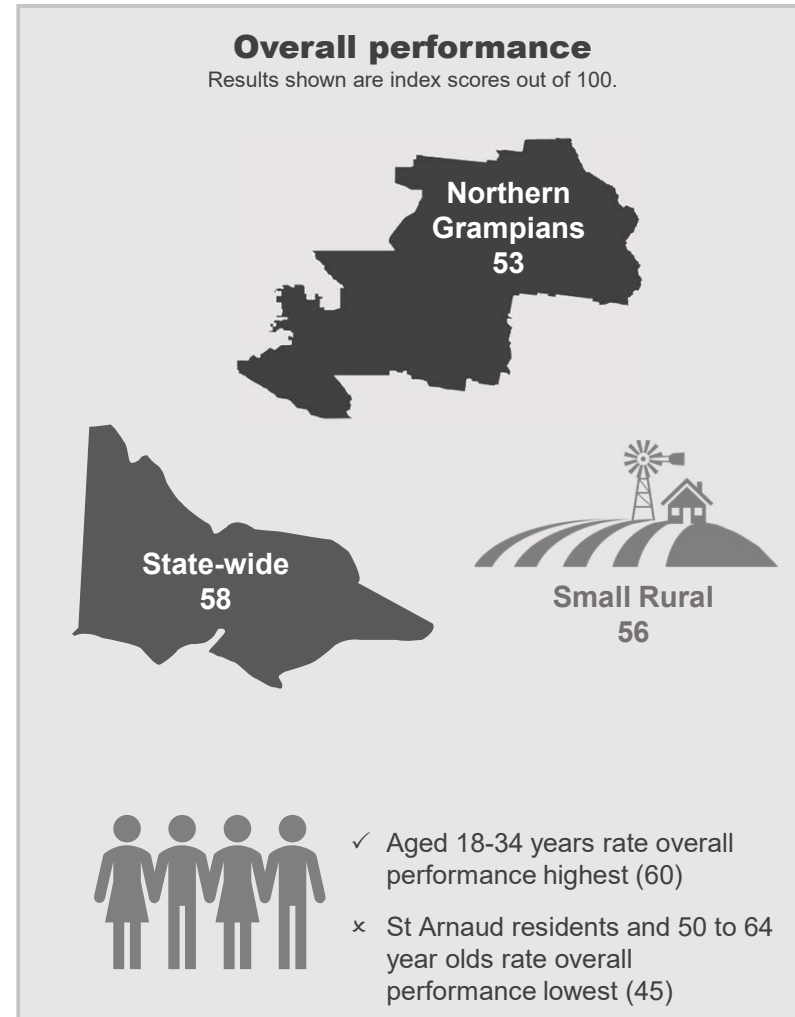 Overall performance
Results shown are index scores out of 100.
Northern
Grampians
53
State-wide
58
Small Rural
56
✓ Aged 18-34 years rate overall
performance highest (60)
× St Arnaud residents and 50 to 64
year olds rate overall
performance lowest (45)